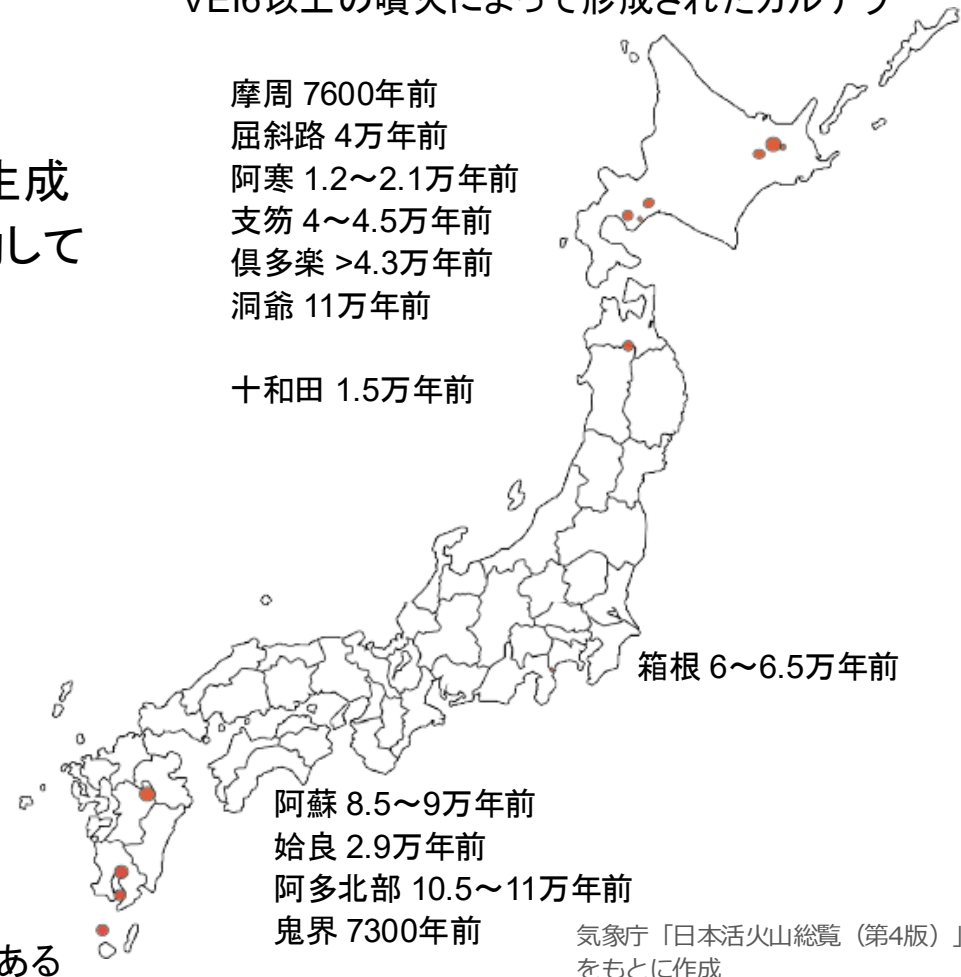 VEI6以上の噴火によって形成されたカルデラ
摩周 7600年前
屈斜路 4万年前
阿寒 1.2～2.1万年前
支笏 4～4.5万年前
倶多楽 >4.3万年前
洞爺 11万年前
十和田 1.5万年前
生成
して
箱根 6～6.5万年前
阿蘇 8.5～9万年前
姶良 2.9万年前
阿多北部 10.5～11万年前
鬼界 7300年前
ある
気象庁「日本活火山総覧（第4版）」
をもとに作成